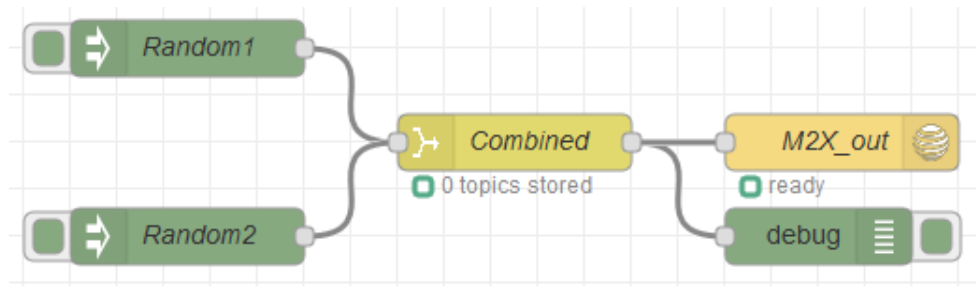 Random1
Combined
M2X_out
0 topics stored
ready
Random2
debug